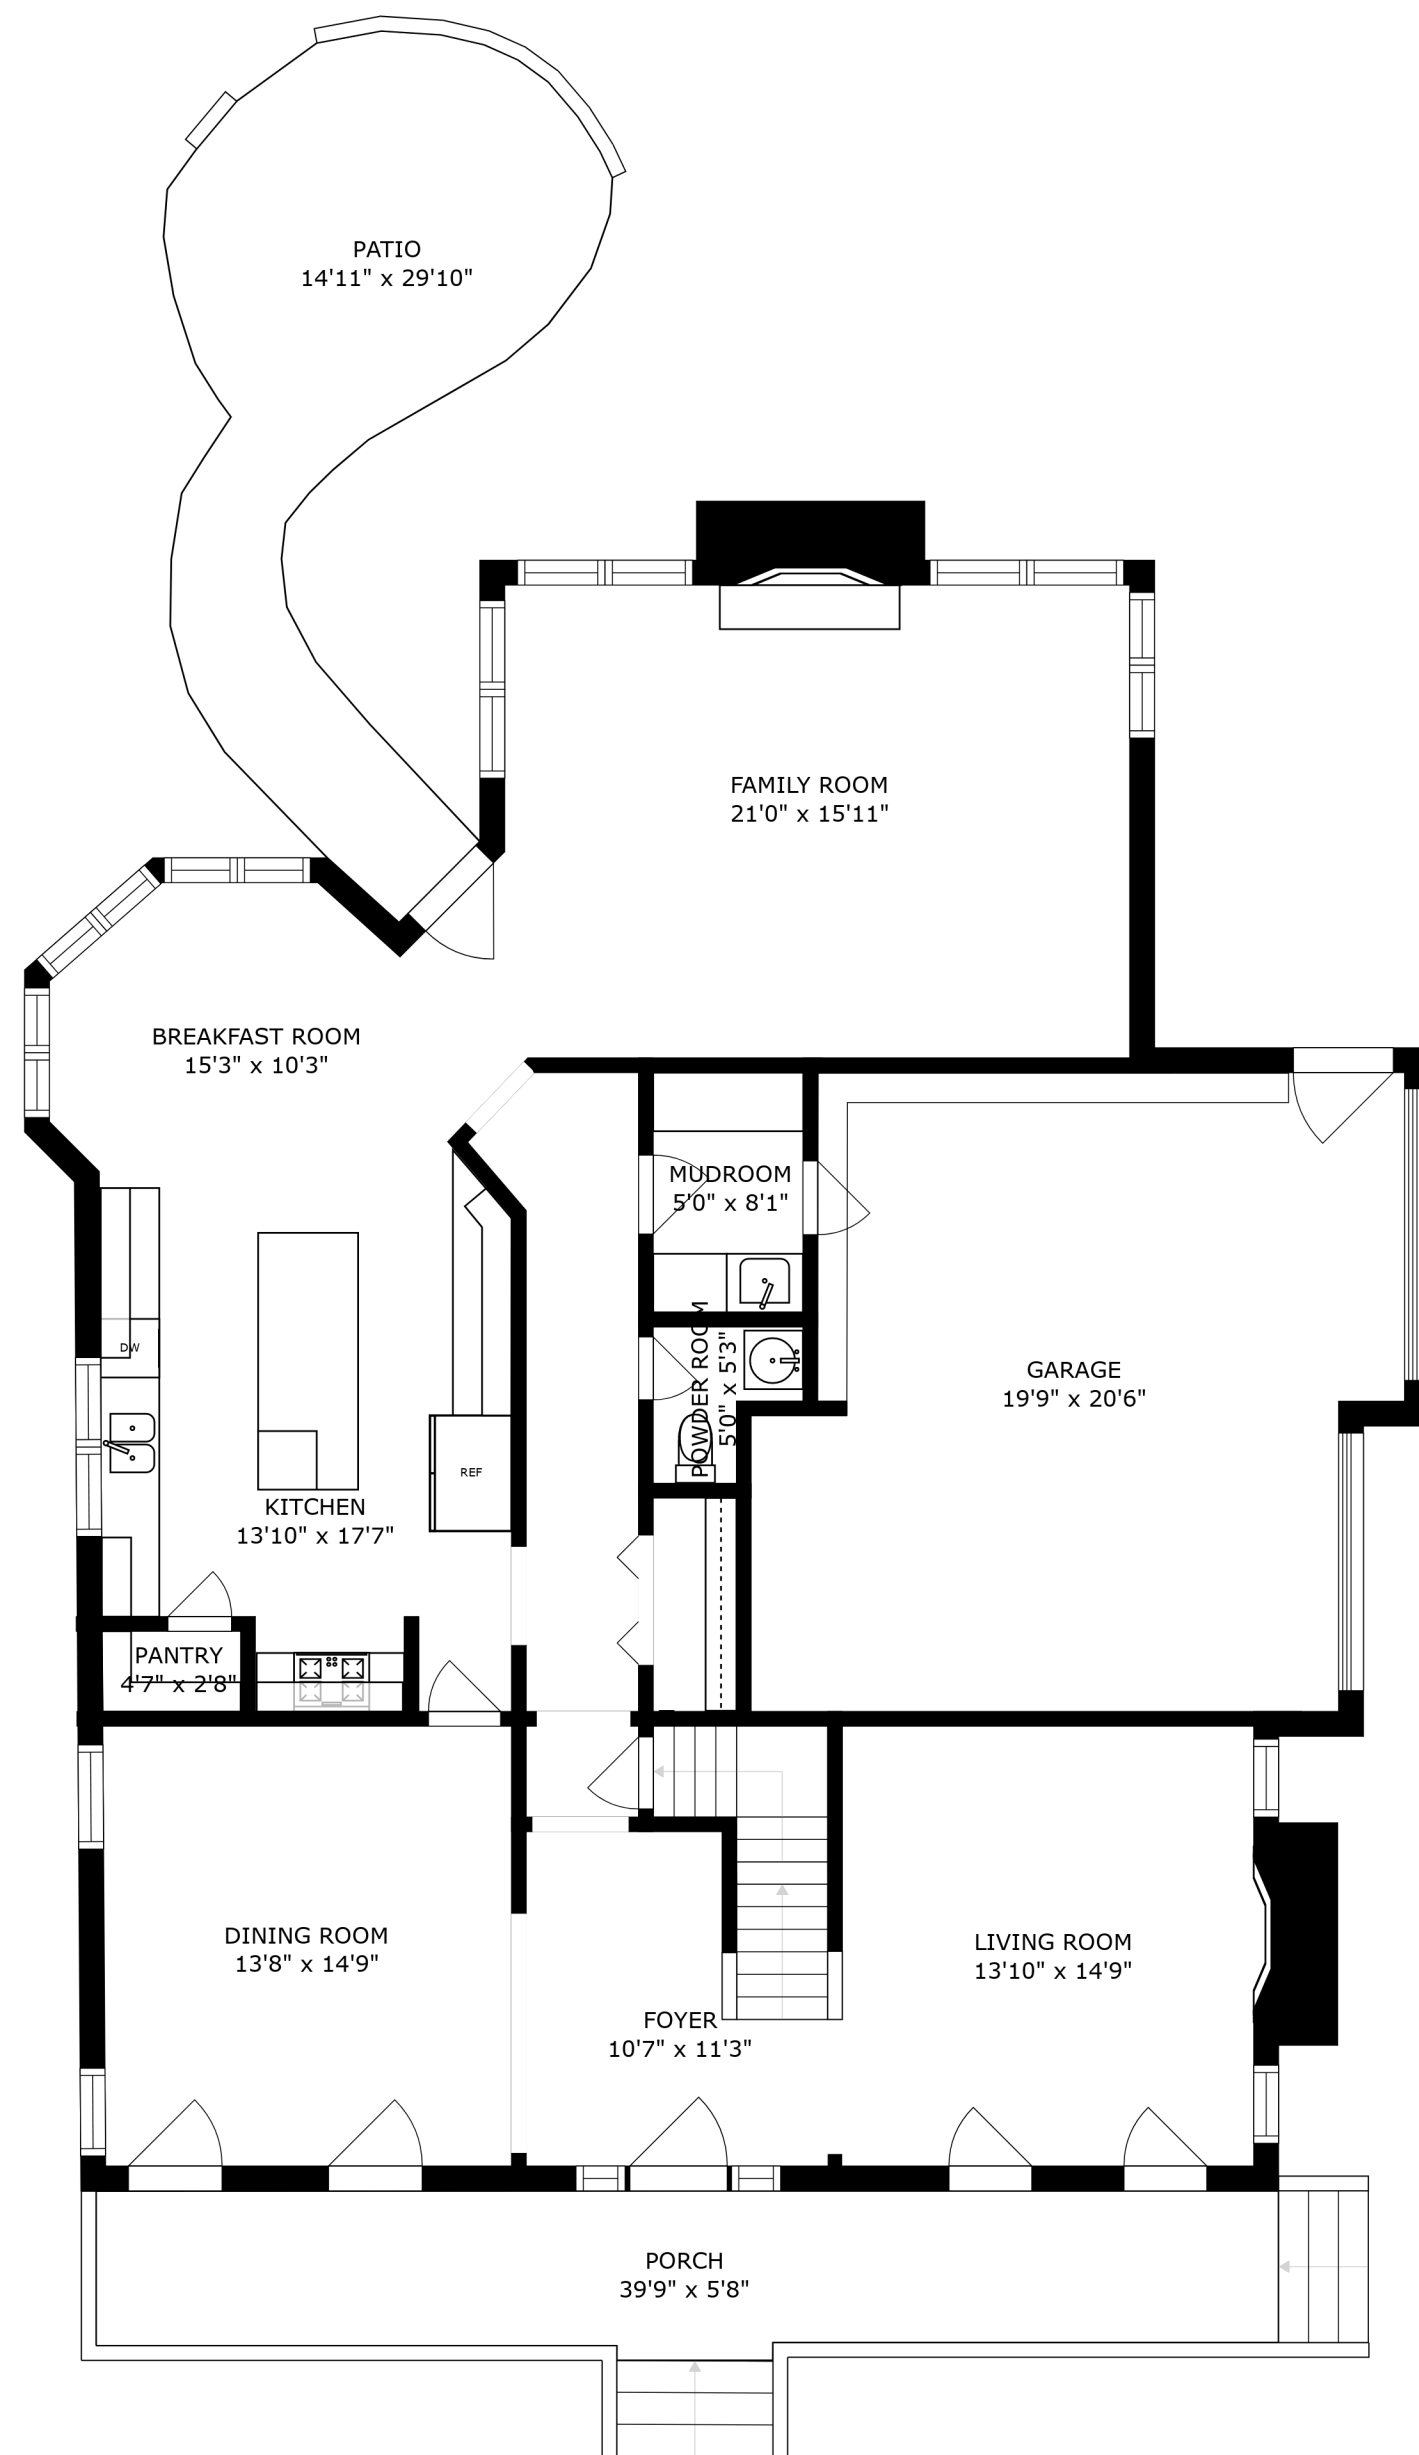 PATIO
14'11" x 29'10"
FAMILY ROOM
21'0" x 15'11"
BREAKFAST ROOM
15'3" x 10'3"
MUDROOM
5'0" x 8'1"
POWDER ROOM
5'0" x 5'3"
DW
GARAGE
19'9" x 20'6"
REF
KITCHEN
13'10" x 17'7"
PANTRY
4'7" x 2'8"
DINING ROOM
13'8" x 14'9"
LIVING ROOM
13'10" x 14'9"
FOYER
10'7" x 11'3"
PORCH
39'9" x 5'8"